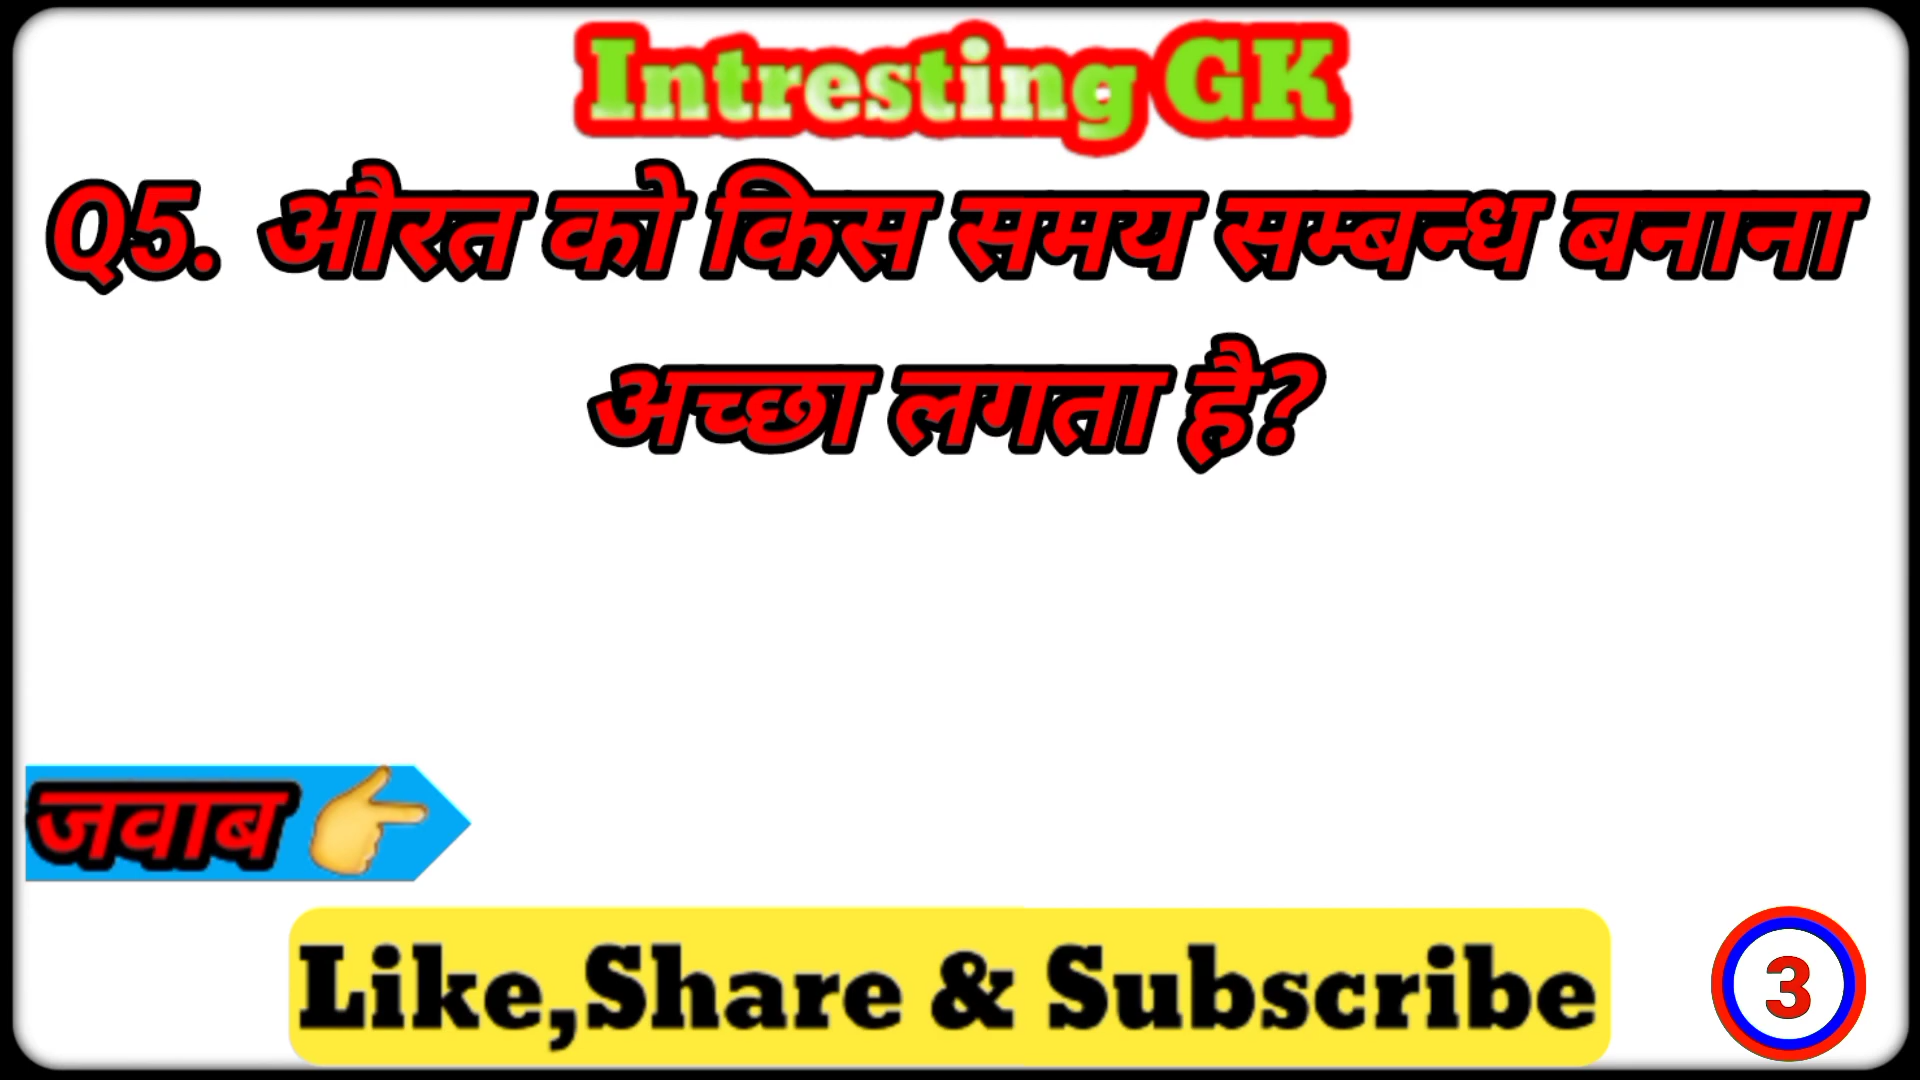 Intresting GK
Q5. औरत को किस समय सम्बन्ध बनाना
अच्छा लगता है?
जवाब 👉
Like,Share & Subscribe
3